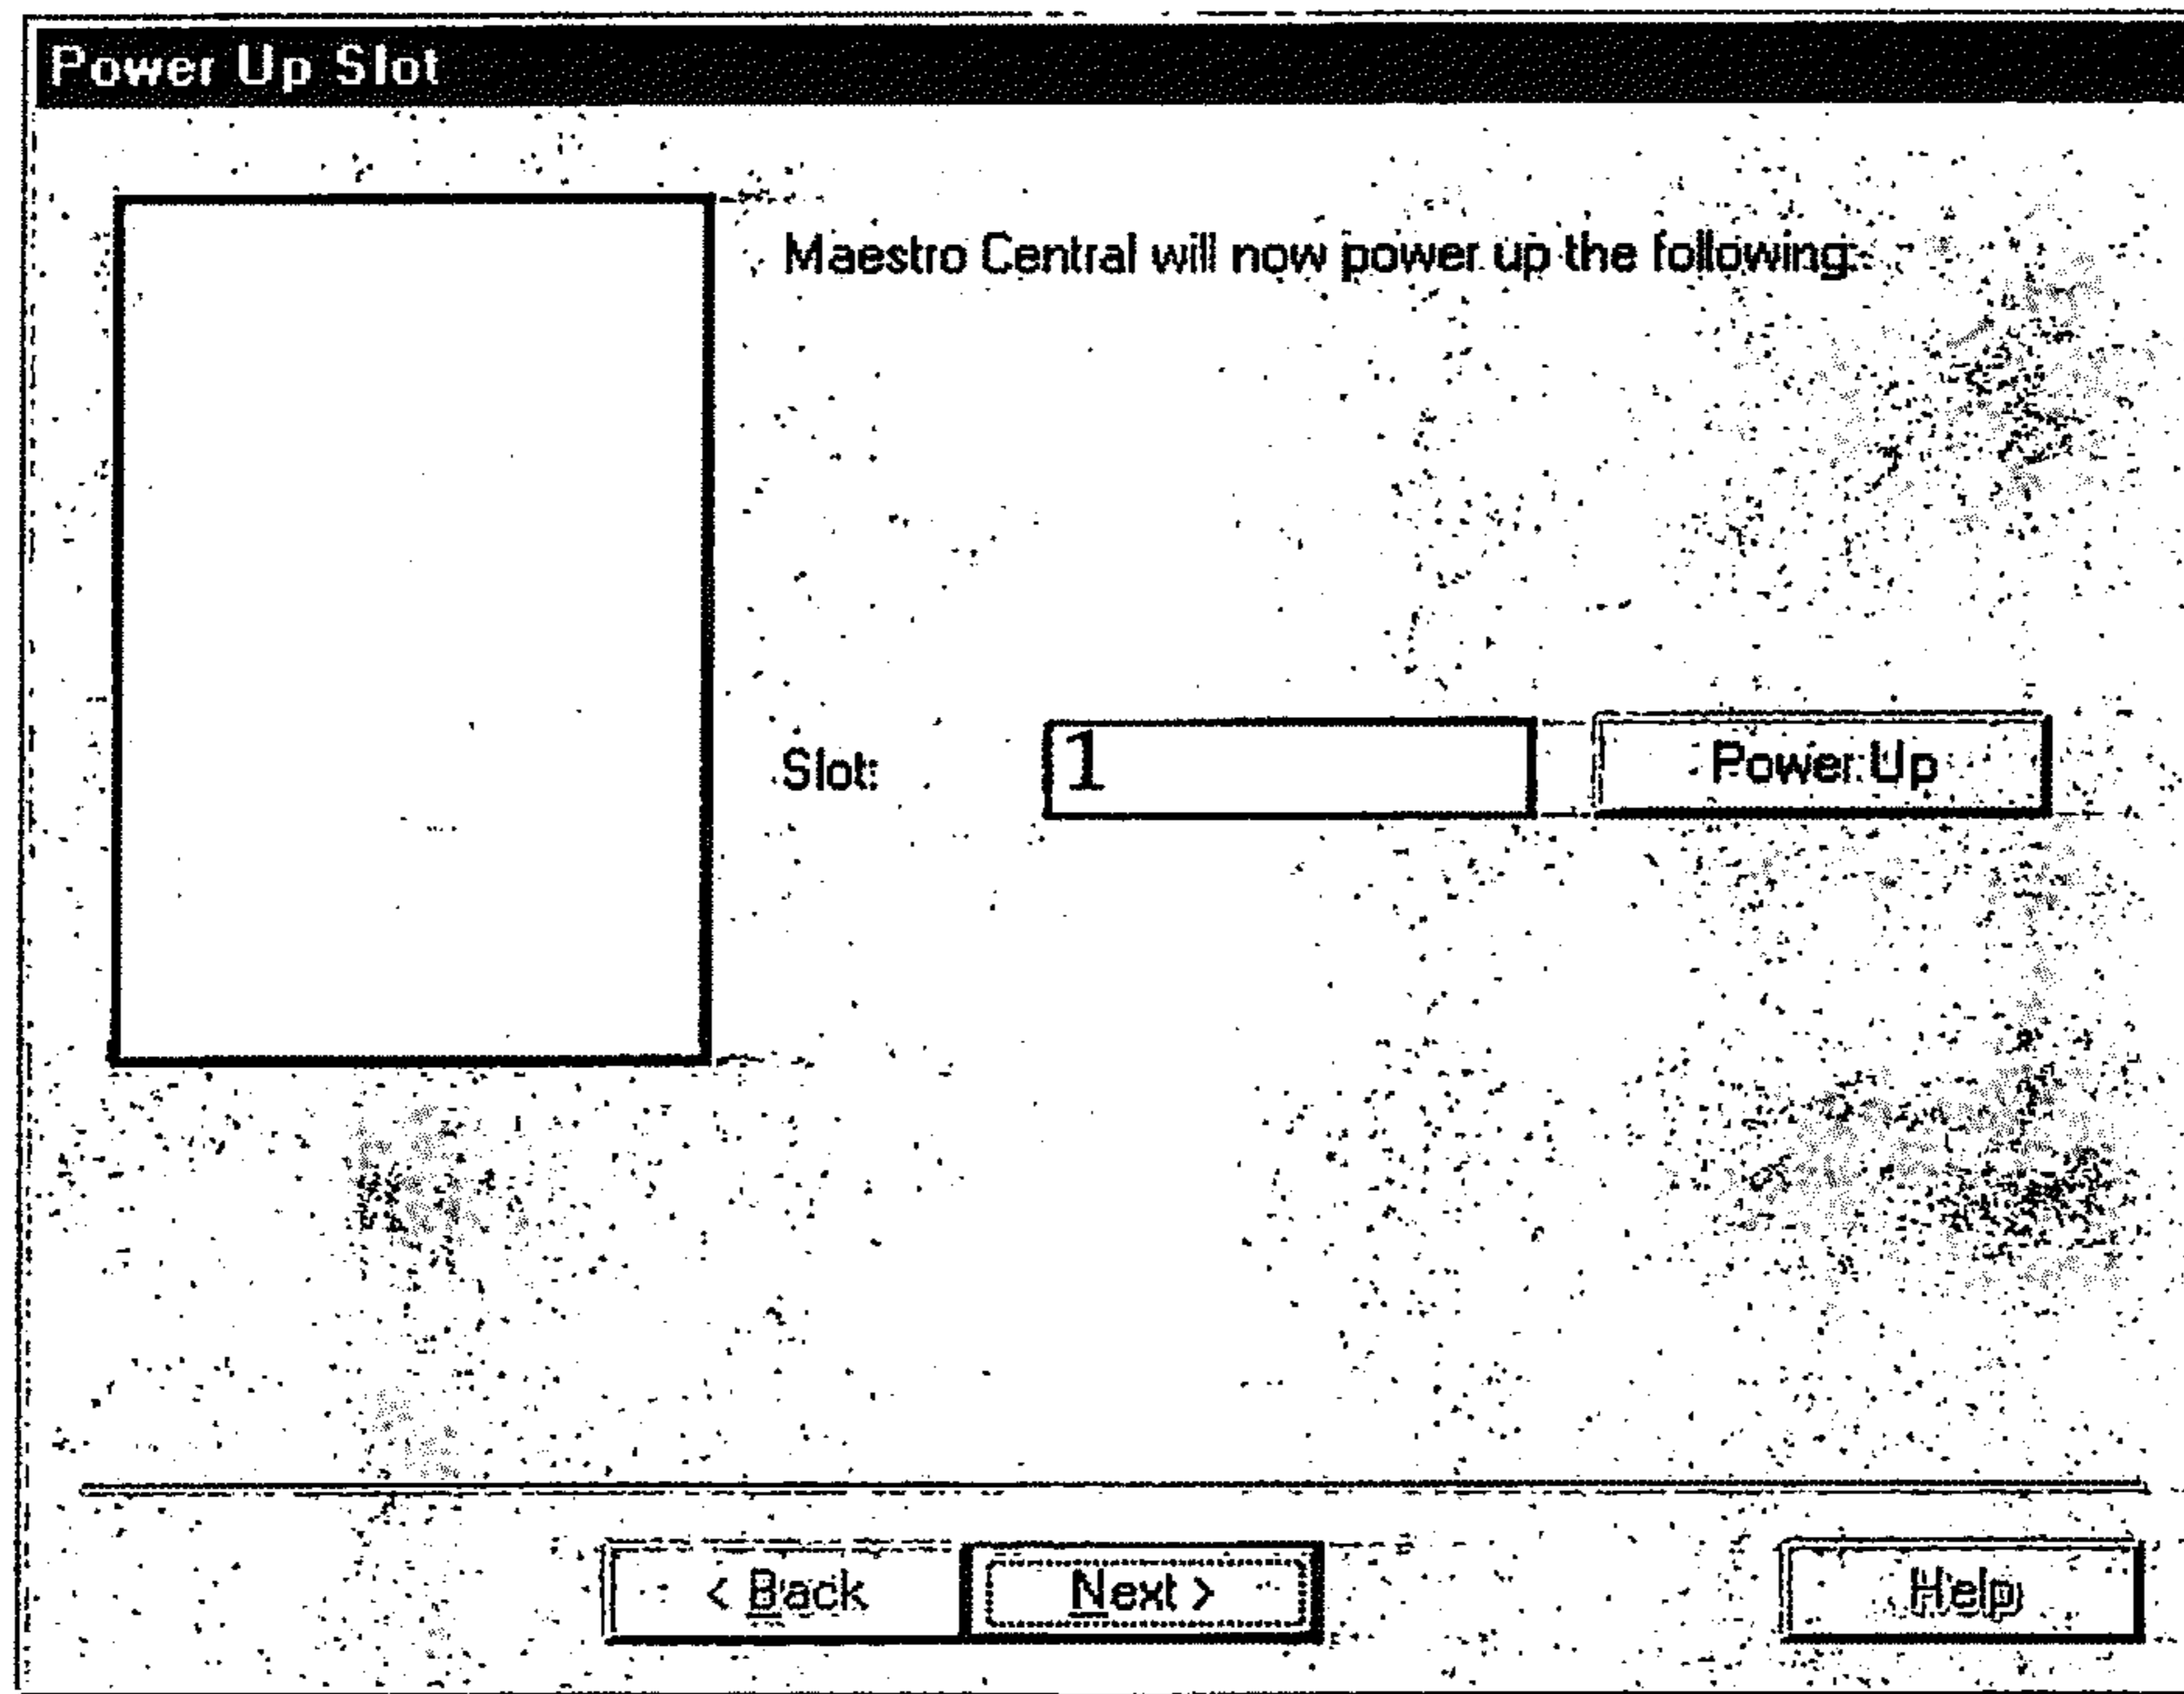 Power Up Slot
Maestro Central will now power up the following:
Slot:
1
Power Up
< Back
Next >
Help